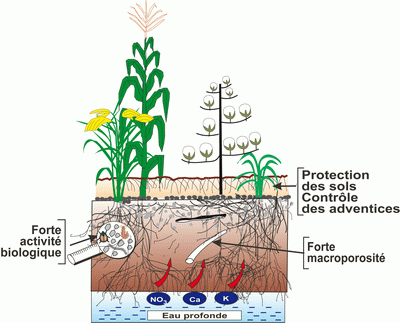 Protection
des sols
Contrôle
des adventices
Forte
activité
biologique
Forte
macroporosité
NO3 Ca K
Eau profonde